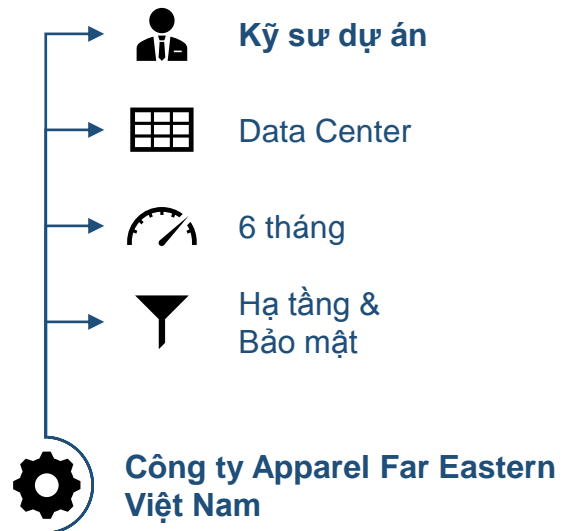 Kỹ sư dự án
Data Center
6 tháng
Hạ tầng &
Bảo mật
Công ty Apparel Far Eastern
Việt Nam